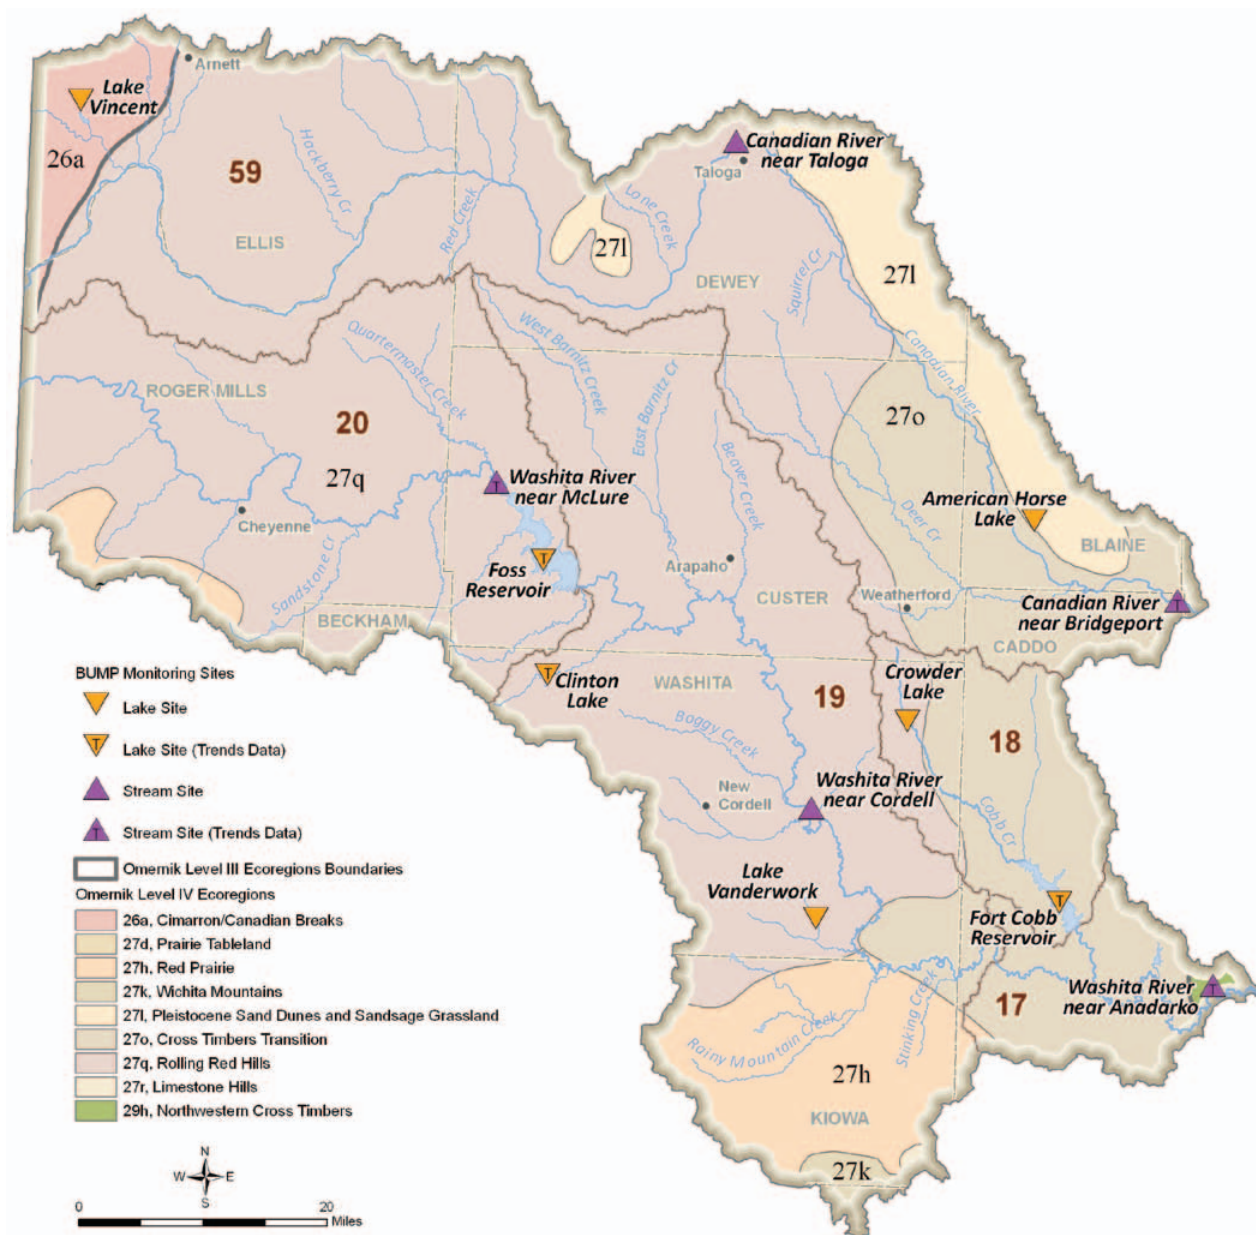 Arnett
Lake
Vincent
26a
59
Hackberry Cr
ELLIS
Red Creek
27l
Lone Creek
Canadian River
near Taloga
Taloga
DEWEY
Squirrel Cr
27l
Canadian River
Quartermaster Creek
West Barnitz Creek
East Barnitz Cr
Beaver Creek
ROGER MILLS
20
27q
27o
Deer Cr
Washita River
near McLure
Cheyenne
Sandstone Cr
Foss
Reservoir
Arapaho
CUSTER
Weatherford
American Horse
Lake
BLAINE
Canadian River
near Bridgeport
CADDO
BECKHAM
Clinton
Lake
WASHITA
19
Crowder
Lake
18
Boggy Creek
New
Cordell
Washita River
near Cordell
Cobb Cr
Lake
Vanderwork
Fort Cobb
Reservoir
Washita River
near Anadarko
17
Rainy Mountain Creek
Stinking Creek
27h
KIOWA
27k
BUMP Monitoring Sites
Lake Site
T Lake Site (Trends Data)
Stream Site
T Stream Site (Trends Data)
Omernik Level III Ecoregions Boundaries
Omernik Level IV Ecoregions
26a, Cimarron/Canadian Breaks
27d, Prairie Tableland
27h, Red Prairie
27k, Wichita Mountains
27l, Pleistocene Sand Dunes and Sandsage Grassland
27o, Cross Timbers Transition
27q, Rolling Red Hills
27r, Limestone Hills
29h, Northwestern Cross Timbers
N
W E
S
0 20
Miles